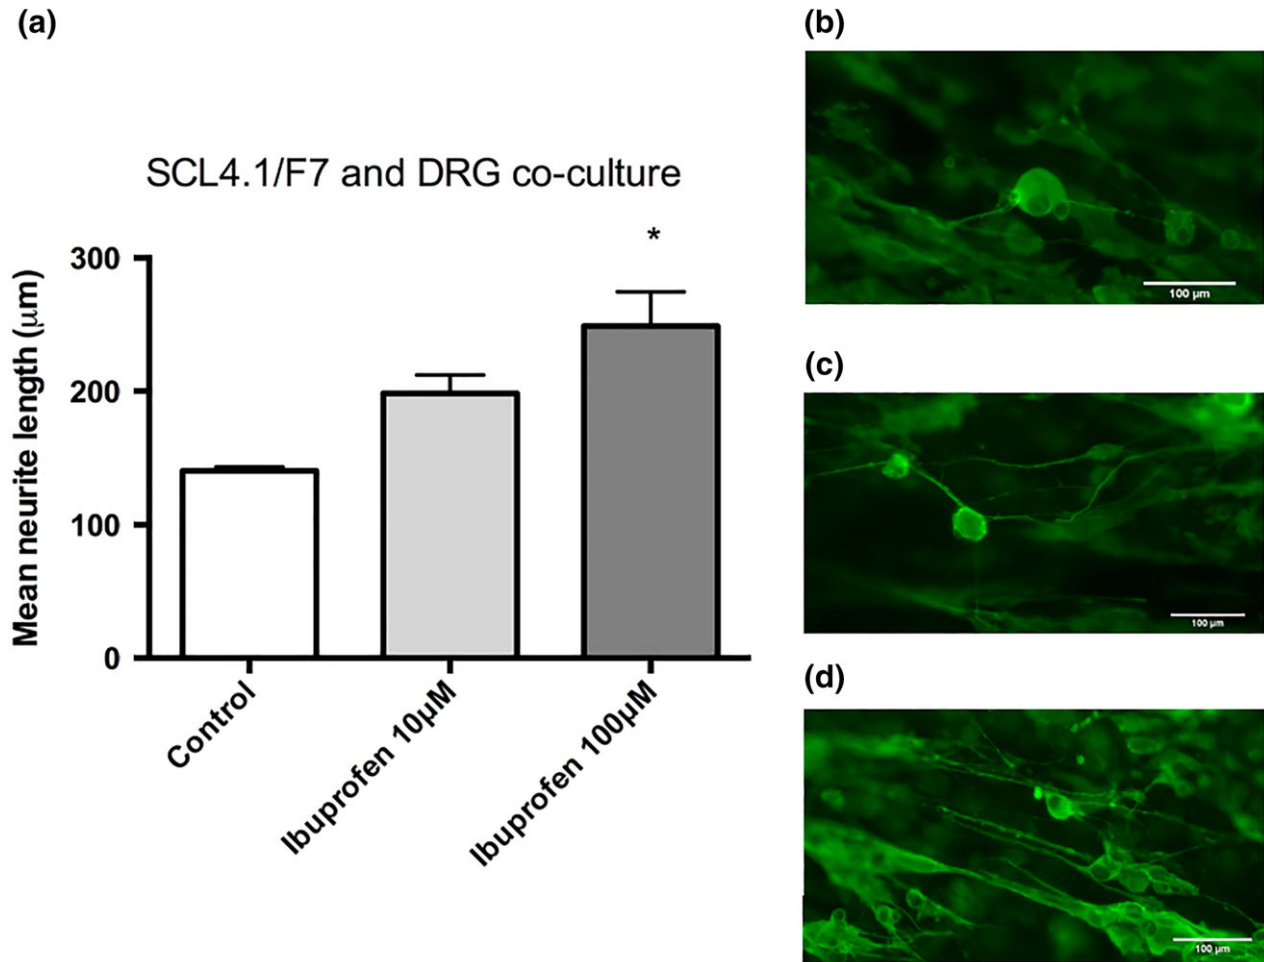 (a)
SCL4.1/F7 and DRG co-culture
*
Mean neurite length (μm)
300
200
100
0
Control
Ibuprofen 10μM
Ibuprofen 100μM
(b)
100 μm
(c)
100 μm
(d)
100 μm